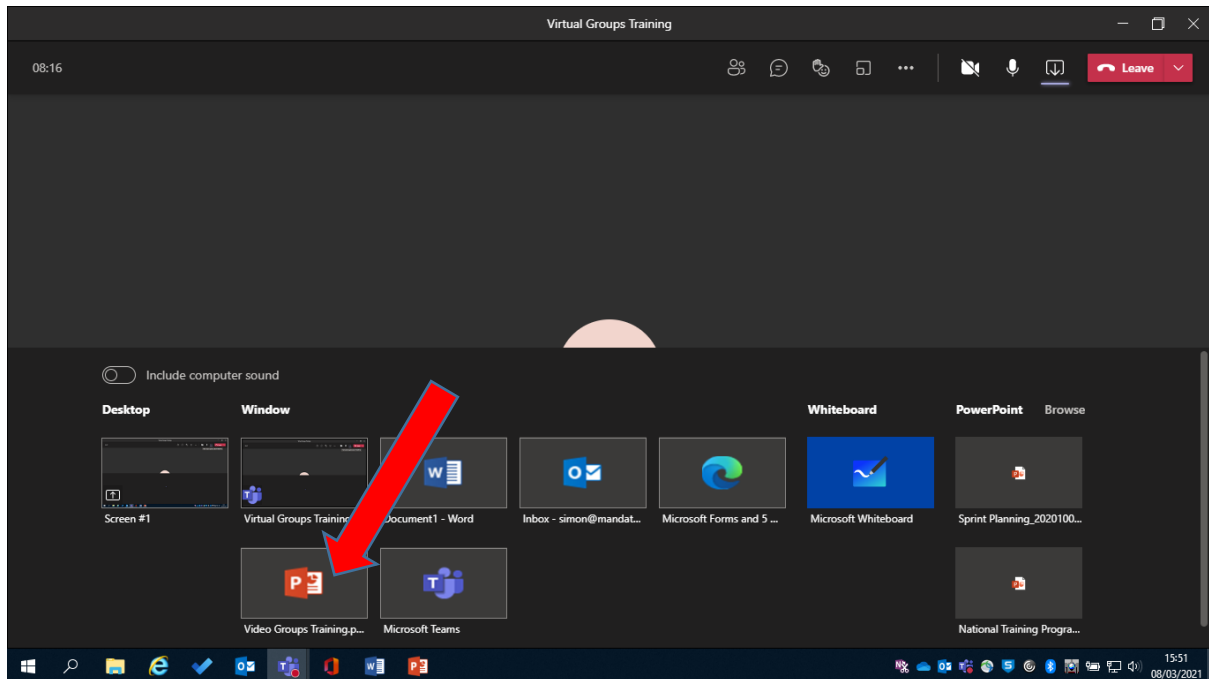 Virtual Groups Training
08:16
Leave
Include computer sound
Desktop Window Whiteboard PowerPoint Browse
Screen #1 Virtual Groups Training Document1 - Word Inbox - simon@mandat... Microsoft Forms and 5 ... Microsoft Whiteboard Sprint Planning_2020100...
Video Groups Training.p... Microsoft Teams National Training Progra...
15:51
08/03/2021